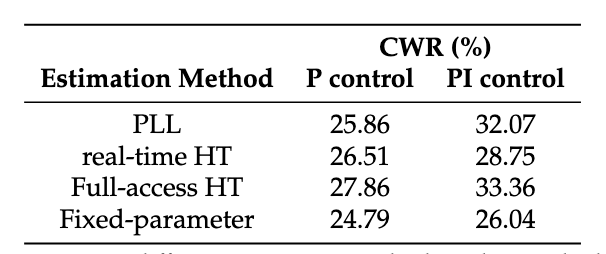 CWR (%)
Estimation Method P control PI control
PLL 25.86 32.07
real-time HT 26.51 28.75
Full-access HT 27.86 33.36
Fixed-parameter 24.79 26.04